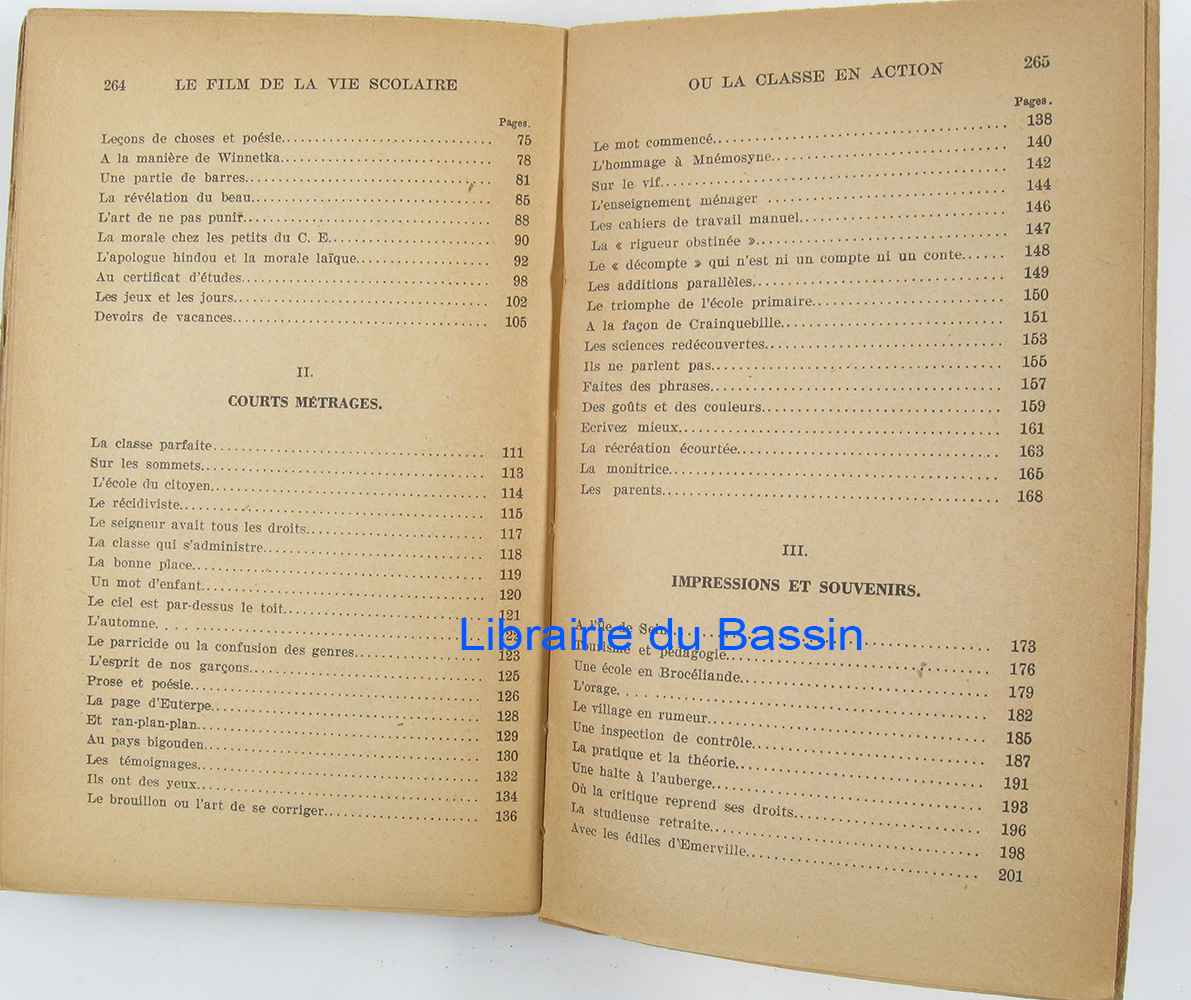 264 LE FILM DE LA VIE SCOLAIRE
Pages.
Leçons de choses et poésie........ 75
A la manière de Winnetka........ 78
Une partie de barres........ 81
La révélation du beau........ 85
L'art de ne pas punir........ 88
La morale chez les petits du C. E........ 90
L'apologue hindou et la morale laïque........ 92
Au certificat d'études........ 98
Les jeux et les jours........ 102
Devoirs de vacances........ 105
II.
COURTS MÉTRAGES.
La classe parfaite........ 111
Sur les sommets........ 113
L'école du citoyen........ 114
Le récidiviste........ 115
Le seigneur avait tous les droits........ 117
La classe qui s'administre........ 118
La bonne place........ 119
Un mot d'enfant........ 120
Le ciel est par-dessus le toit........ 121
L'automne........ 122
Le parricide ou la confusion des genres........ 123
L'esprit de nos garçons........ 125
Prose et poésie........ 126
La page d'Euterpe........ 128
Et ran-plan-plan........ 129
Au pays bigouden........ 130
Les témoignages........ 132
Ils ont des yeux........ 134
Le brouillon ou l'art de se corriger........ 136
OU LA CLASSE EN ACTION 265
Pages.
Le mot commencé........ 138
L'hommage à Mnémosyne........ 140
Sur le vif........ 142
L'enseignement ménager ........ 144
Les cahiers de travail manuel........ 146
La « rigueur obstinée »........ 147
Le « décompte » qui n'est ni un compte ni un conte...... 148
Les additions parallèles........ 149
Le triomphe de l'école primaire........ 150
A la façon de Crainquebille........ 151
Les sciences redécouvertes........ 153
Ils ne parlent pas........ 155
Faites des phrases........ 157
Des goûts et des couleurs........ 159
Ecrivez mieux........ 161
La récréation écourtée........ 163
La monitrice........ 165
Les parents........ 168
III.
IMPRESSIONS ET SOUVENIRS.
A l'île de Sein........ 173
Tourisme et pédagogie........ 176
Une école en Brocéliande........ 179
L'orage........ 182
Le village en rumeur........ 185
Une inspection de contrôle........ 187
La pratique et la théorie........ 191
Une halte à l'auberge........ 193
Où la critique reprend ses droits........ 196
La studieuse retraite........ 198
Avec les édiles d'Emerville........ 201
Librairie du Bassin